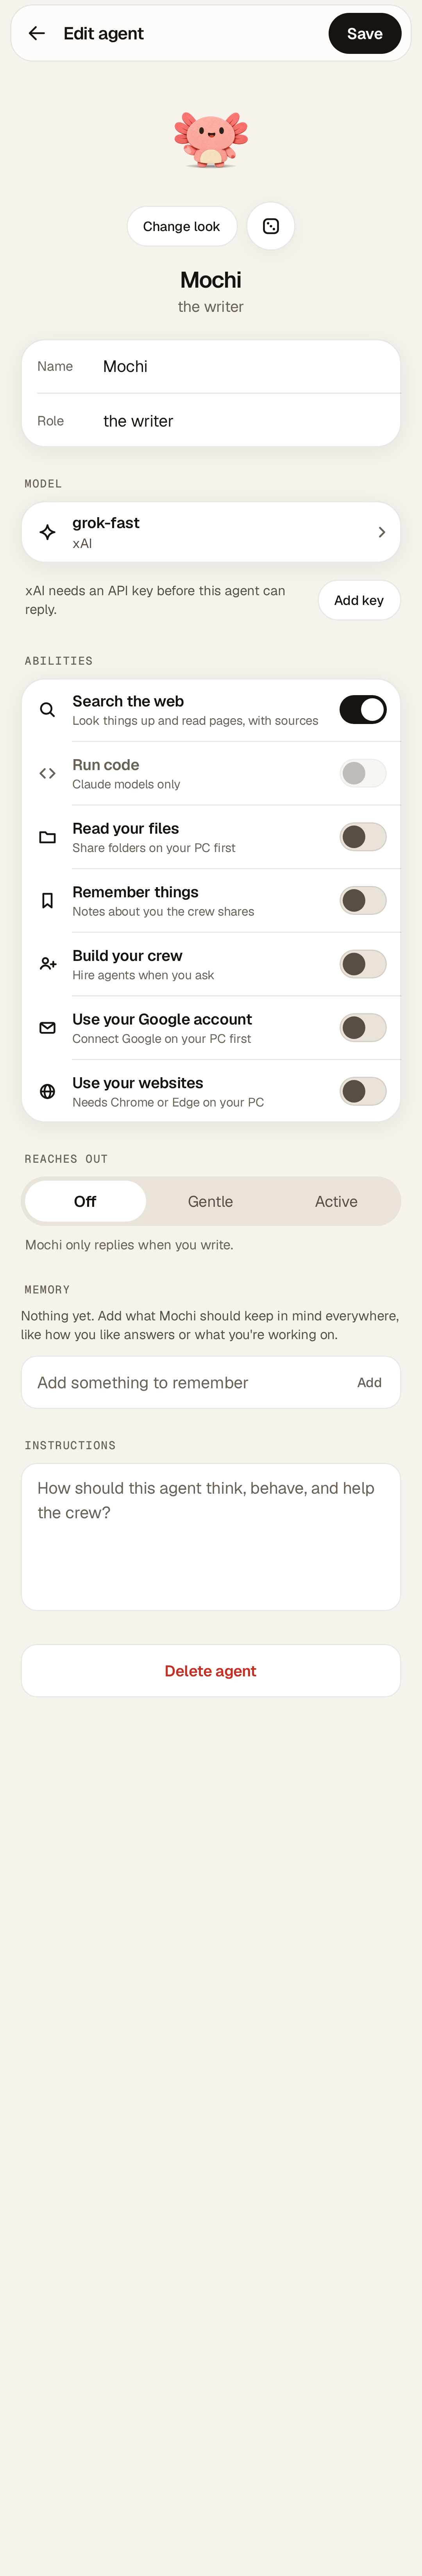 Edit agent
Save
Change look
Mochi
the writer
Name
Mochi
Role
the writer
MODEL
grok-fast
xAI
xAI needs an API key before this agent can
reply.
Add key
ABILITIES
Search the web
Look things up and read pages, with sources
Run code
Claude models only
Read your files
Share folders on your PC first
Remember things
Notes about you the crew shares
Build your crew
Hire agents when you ask
Use your Google account
Connect Google on your PC first
Use your websites
Needs Chrome or Edge on your PC
REACHES OUT
Off
Gentle
Active
Mochi only replies when you write.
MEMORY
Nothing yet. Add what Mochi should keep in mind everywhere,
like how you like answers or what you're working on.
Add something to remember
Add
INSTRUCTIONS
How should this agent think, behave, and help
the crew?
Delete agent